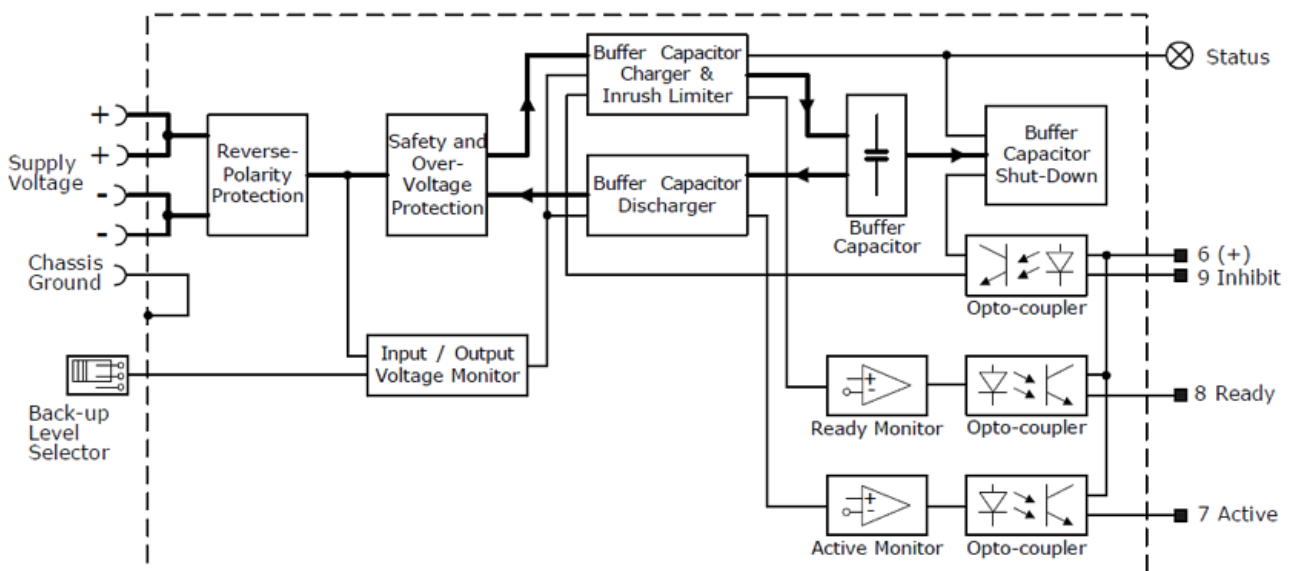 Buffer Capacitor
Charger &
Inrush Limiter
Status
+
+
-
-
Supply
Voltage
Reverse-
Polarity
Protection
Safety and
Over-
Voltage
Protection
Buffer Capacitor
Discharger
Buffer
Capacitor
Buffer
Capacitor
Shut-Down
Chassis
Ground
6 (+)
9 Inhibit
Opto-coupler
Input / Output
Voltage Monitor
Back-up
Level
Selector
+
-
Ready Monitor
Opto-coupler
8 Ready
+
-
Active Monitor
Opto-coupler
7 Active